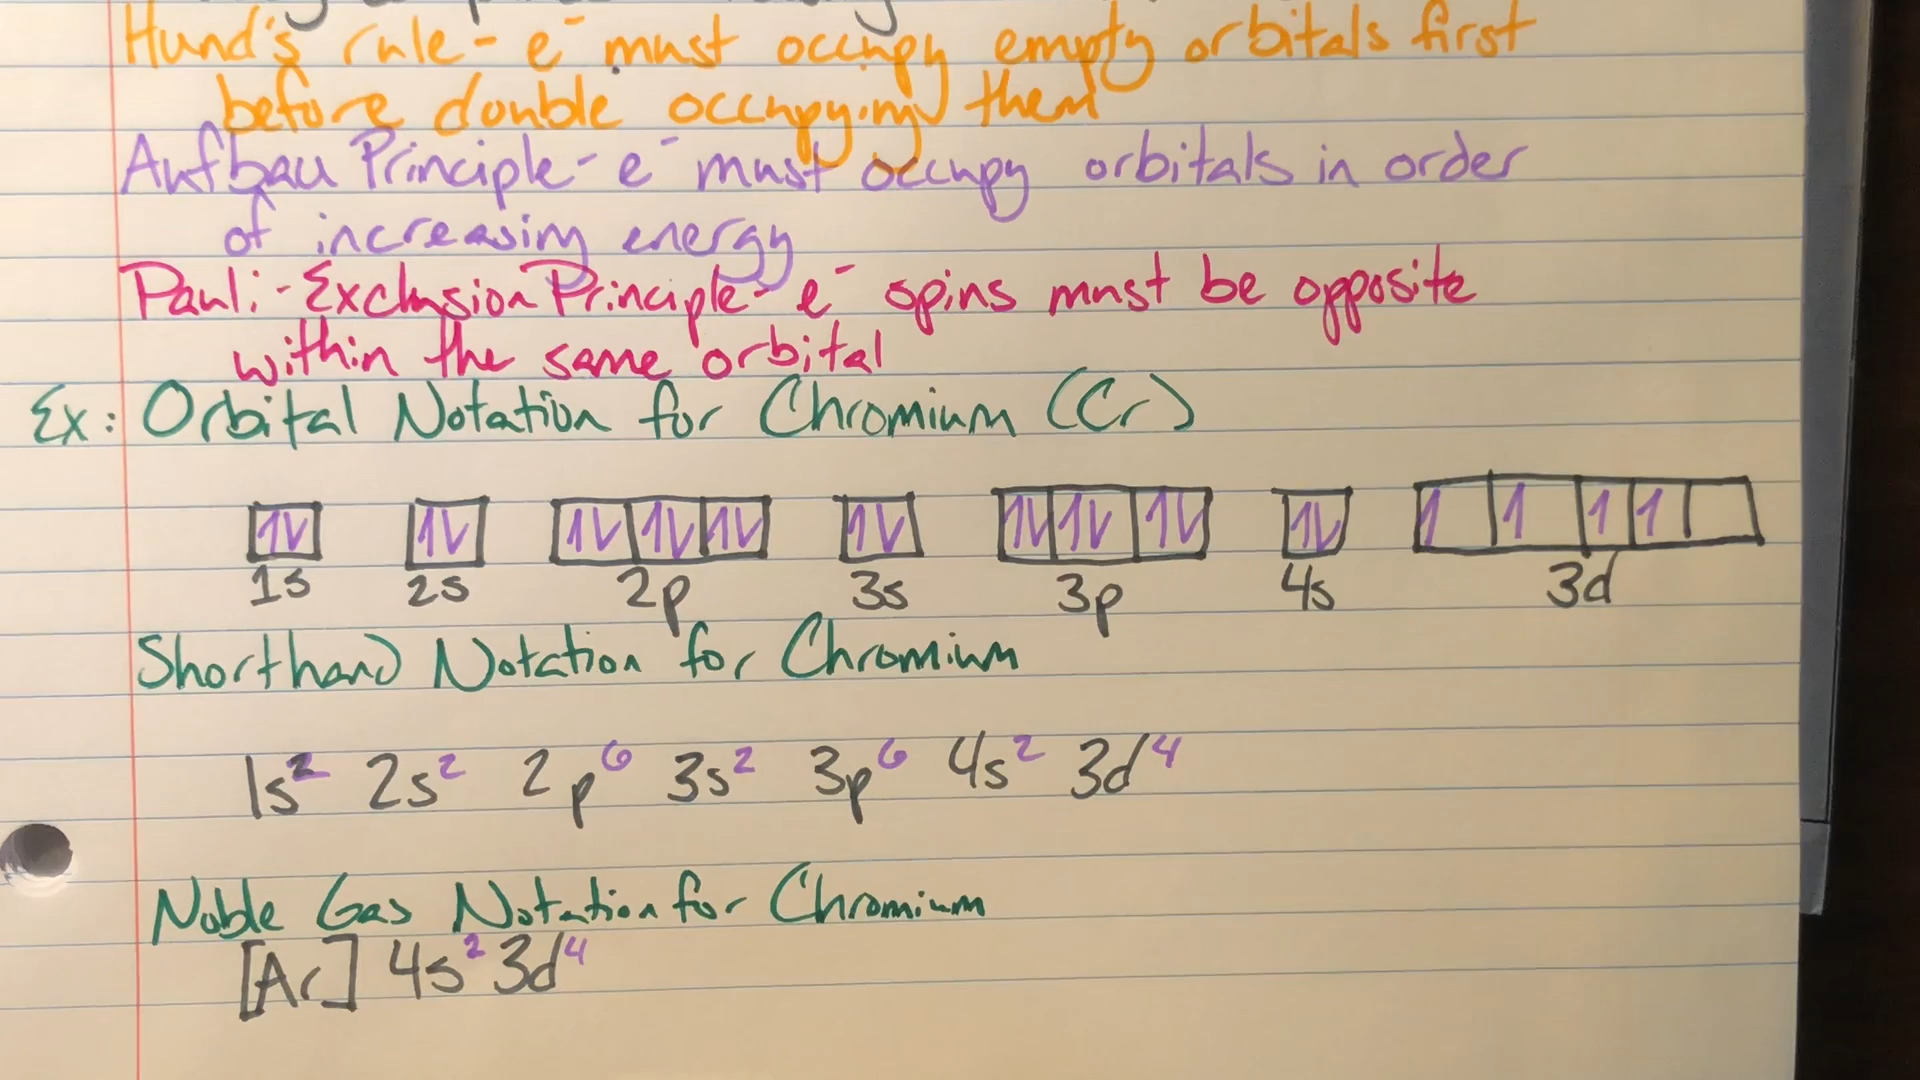 Hund's rule - e⁻ must occupy empty orbitals first
before double occupying them
Aufbau Principle - e⁻ must occupy orbitals in order
of increasing energy
Pauli-Exclusion Principle - e⁻ spins must be opposite
within the same orbital
Ex: Orbital Notation for Chromium (Cr)
1s 2s 2p 3s 3p 4s 3d
Shorthand Notation for Chromium
1s² 2s² 2p⁶ 3s² 3p⁶ 4s² 3d⁴
Noble Gas Notation for Chromium
[Ar] 4s² 3d⁴